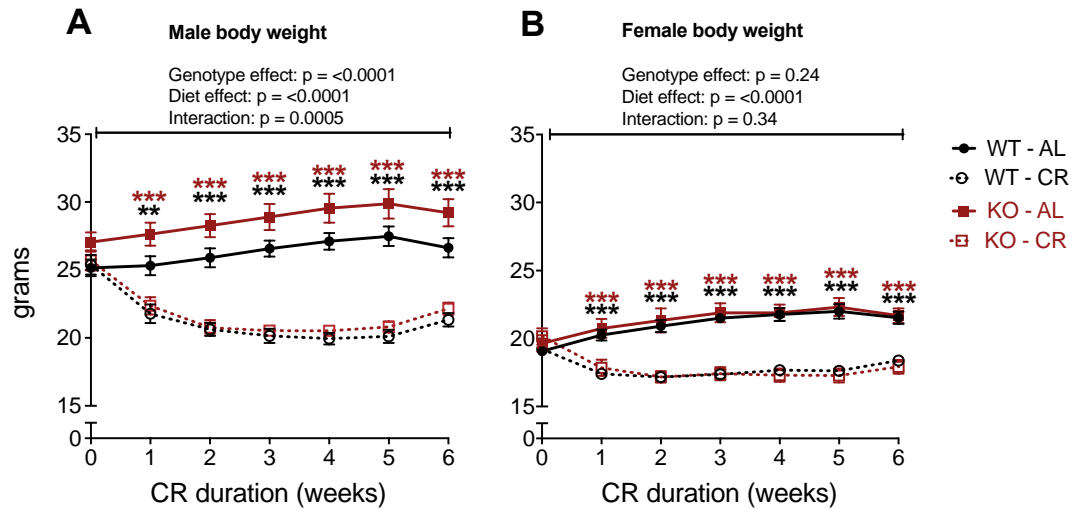 A
Male body weight
Genotype effect: p = <0.0001
Diet effect: p = <0.0001
Interaction: p = 0.0005
35
30
25
20
15
0
grams
*** *** *** *** *** ***
** *** *** *** *** ***
0 1 2 3 4 5 6
CR duration (weeks)
B
Female body weight
Genotype effect: p = 0.24
Diet effect: p = <0.0001
Interaction: p = 0.34
35
30
25
20
15
0
*** *** *** *** *** ***
*** *** *** *** *** ***
0 1 2 3 4 5 6
CR duration (weeks)
WT - AL
WT - CR
KO - AL
KO - CR